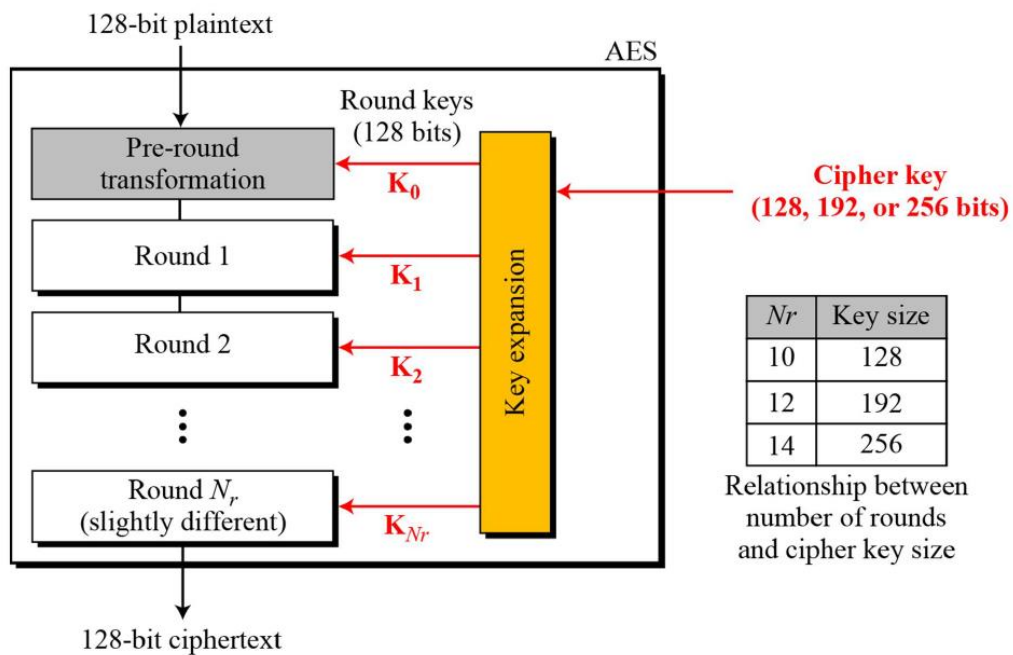 128-bit plaintext
AES
Round keys
(128 bits)
Pre-round
transformation
K0
Cipher key
(128, 192, or 256 bits)
Round 1
K1
Round 2
K2
Key expansion
Nr Key size
10 128
12 192
14 256
Relationship between
number of rounds
and cipher key size
Round Nr
(slightly different)
KNr
128-bit ciphertext